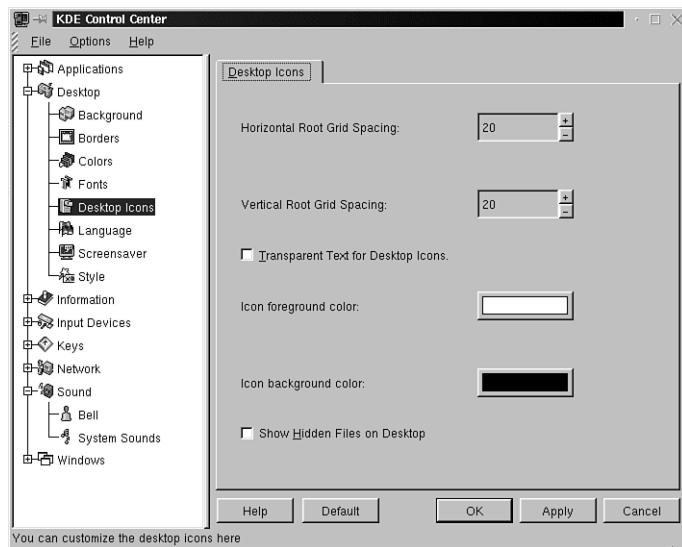 KDE Control Center
File Options Help
Applications
Desktop
Background
Borders
Colors
Fonts
Desktop Icons
Language
Screensaver
Style
Information
Input Devices
Keys
Network
Sound
Bell
System Sounds
Windows
Desktop Icons
Horizontal Root Grid Spacing: 20
Vertical Root Grid Spacing: 20
Transparent Text for Desktop Icons.
Icon foreground color:
Icon background color:
Show Hidden Files on Desktop
Help Default OK Apply Cancel
You can customize the desktop icons here